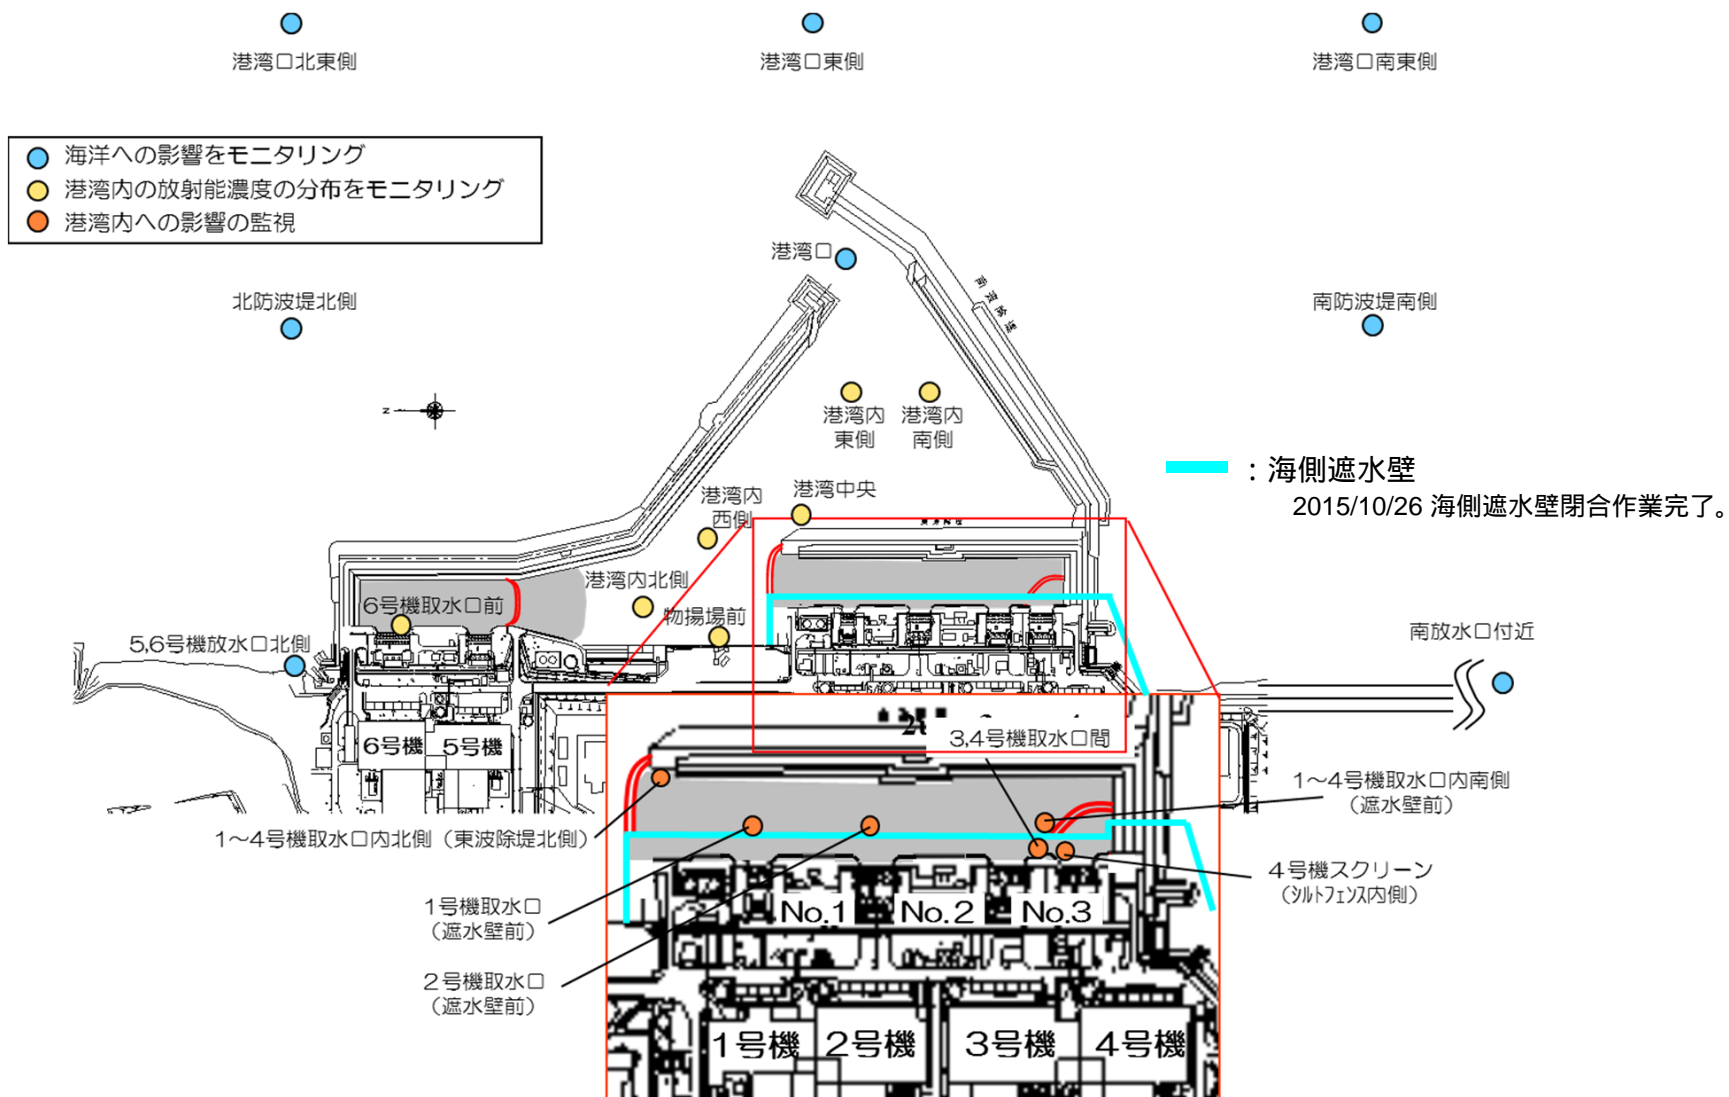 港湾口北東側
港湾口東側
港湾口南東側
海洋への影響をモニタリング
港湾内の放射能濃度の分布をモニタリング
港湾内への影響の監視
港湾口
北防波堤北側
南防波堤南側
N
港湾内
東側
港湾内
南側
：海側遮水壁
2015/10/26 海側遮水壁閉合作業完了。
港湾内
西側
港湾中央
港湾内北側
物揚場前
6号機取水口前
5,6号機放水口北側
南放水口付近
6号機
5号機
3,4号機取水口間
1～4号機取水口内南側
（遮水壁前）
1～4号機取水口内北側（東波除堤北側）
4号機スクリーン
（シルトフェンス内側）
1号機取水口
（遮水壁前）
No.1
No.2
No.3
2号機取水口
（遮水壁前）
1号機
2号機
3号機
4号機